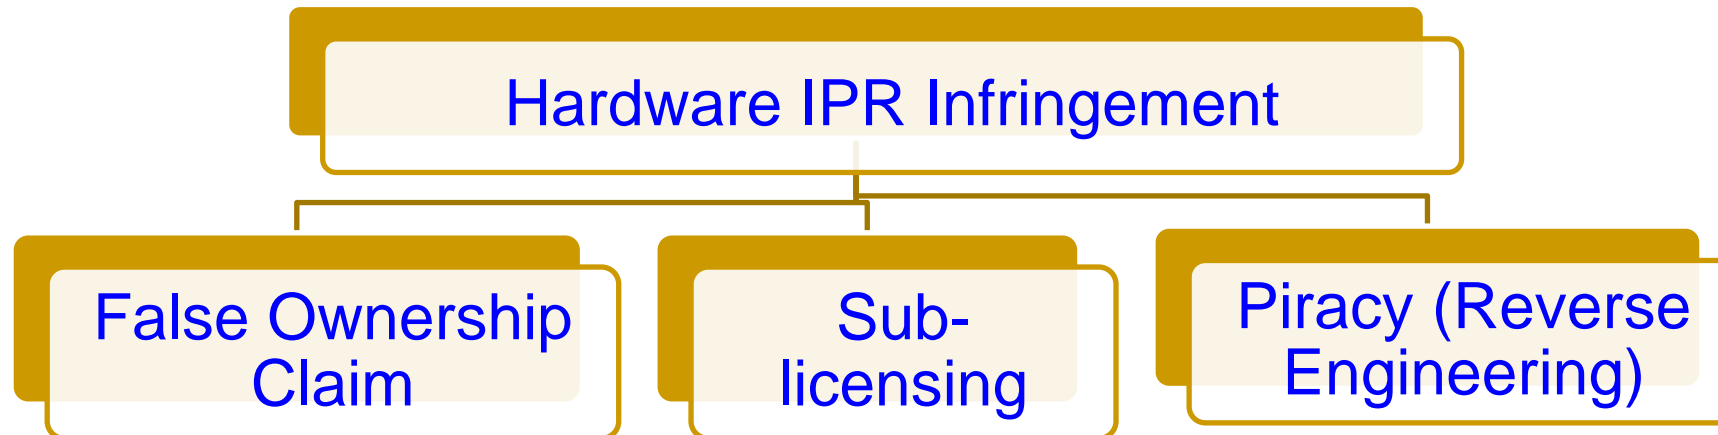 Hardware IPR Infringement
False Ownership
Claim
Sub-
licensing
Piracy (Reverse
Engineering)